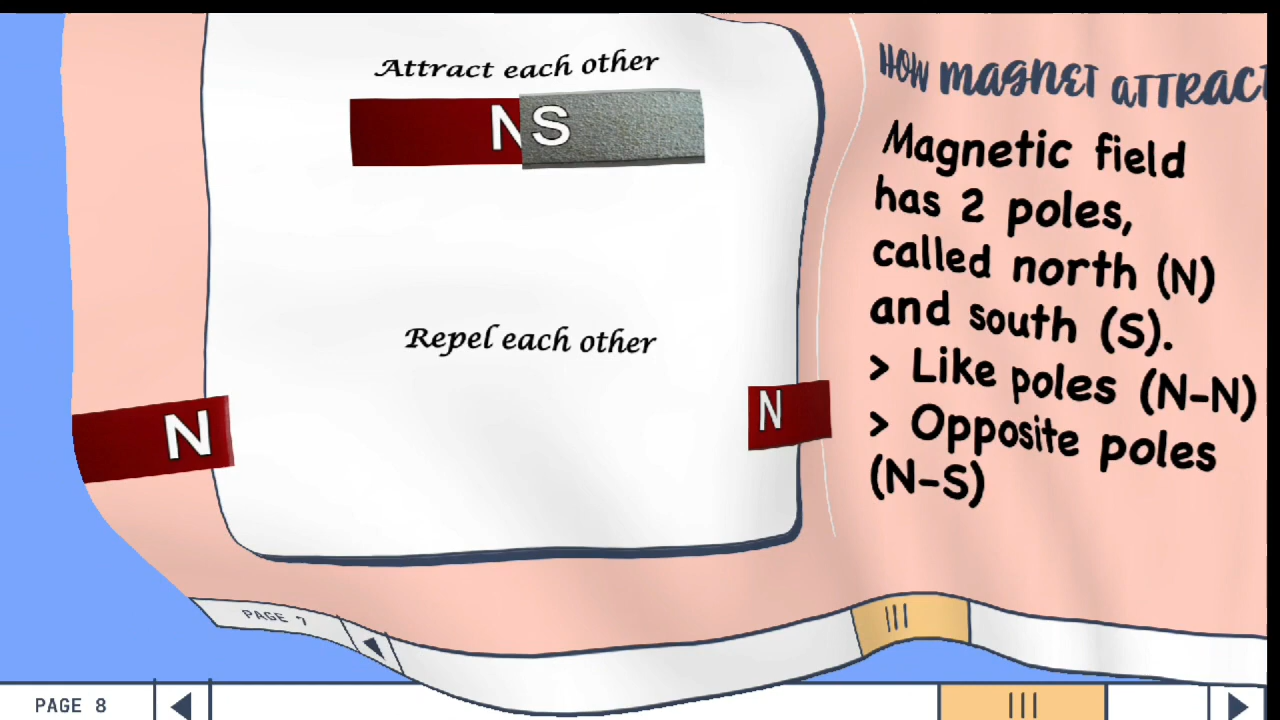 Attract each other
N S
Repel each other
N
N
HOW MAGNET ATTRACT
Magnetic field
has 2 poles,
called north (N)
and south (S).
> Like poles (N-N)
> Opposite poles
(N-S)
PAGE 7
PAGE 8